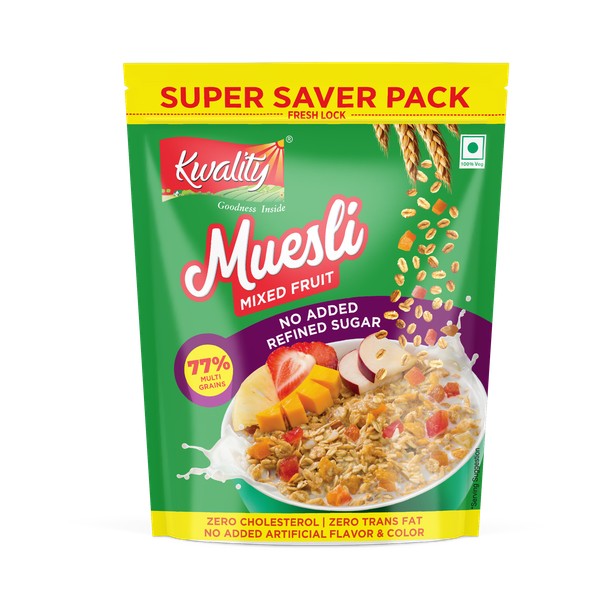 SUPER SAVER PACK
FRESH LOCK
Kwality®
Goodness Inside
100% Veg
Muesli
MIXED FRUIT
NO ADDED
REFINED SUGAR
77%
MULTI
GRAINS
*Serving Suggestion
ZERO CHOLESTEROL | ZERO TRANS FAT
NO ADDED ARTIFICIAL FLAVOR & COLOR